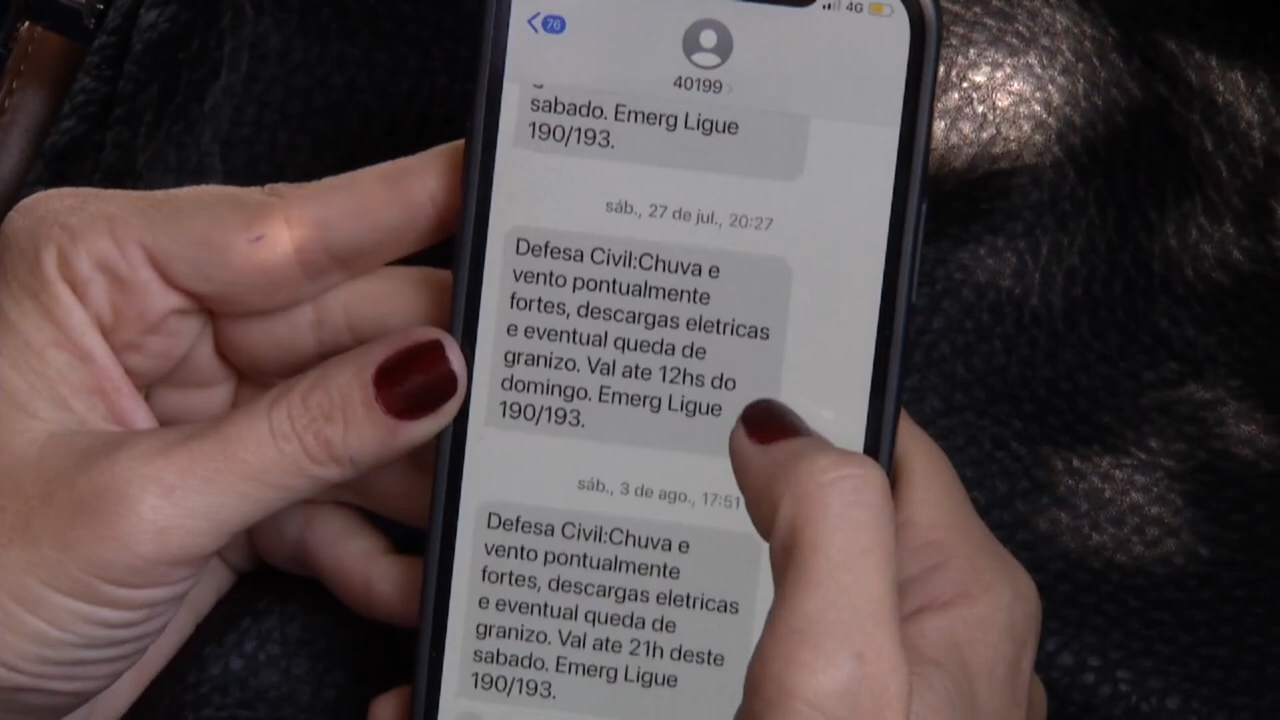 76
4G
40199
sabado. Emerg Ligue
190/193.
sáb., 27 de jul., 20:27
Defesa Civil:Chuva e
vento pontualmente
fortes, descargas eletricas
e eventual queda de
granizo. Val ate 12hs do
domingo. Emerg Ligue
190/193.
sáb., 3 de ago., 17:51
Defesa Civil:Chuva e
vento pontualmente
fortes, descargas eletricas
e eventual queda de
granizo. Val ate 21h deste
sabado. Emerg Ligue
190/193.